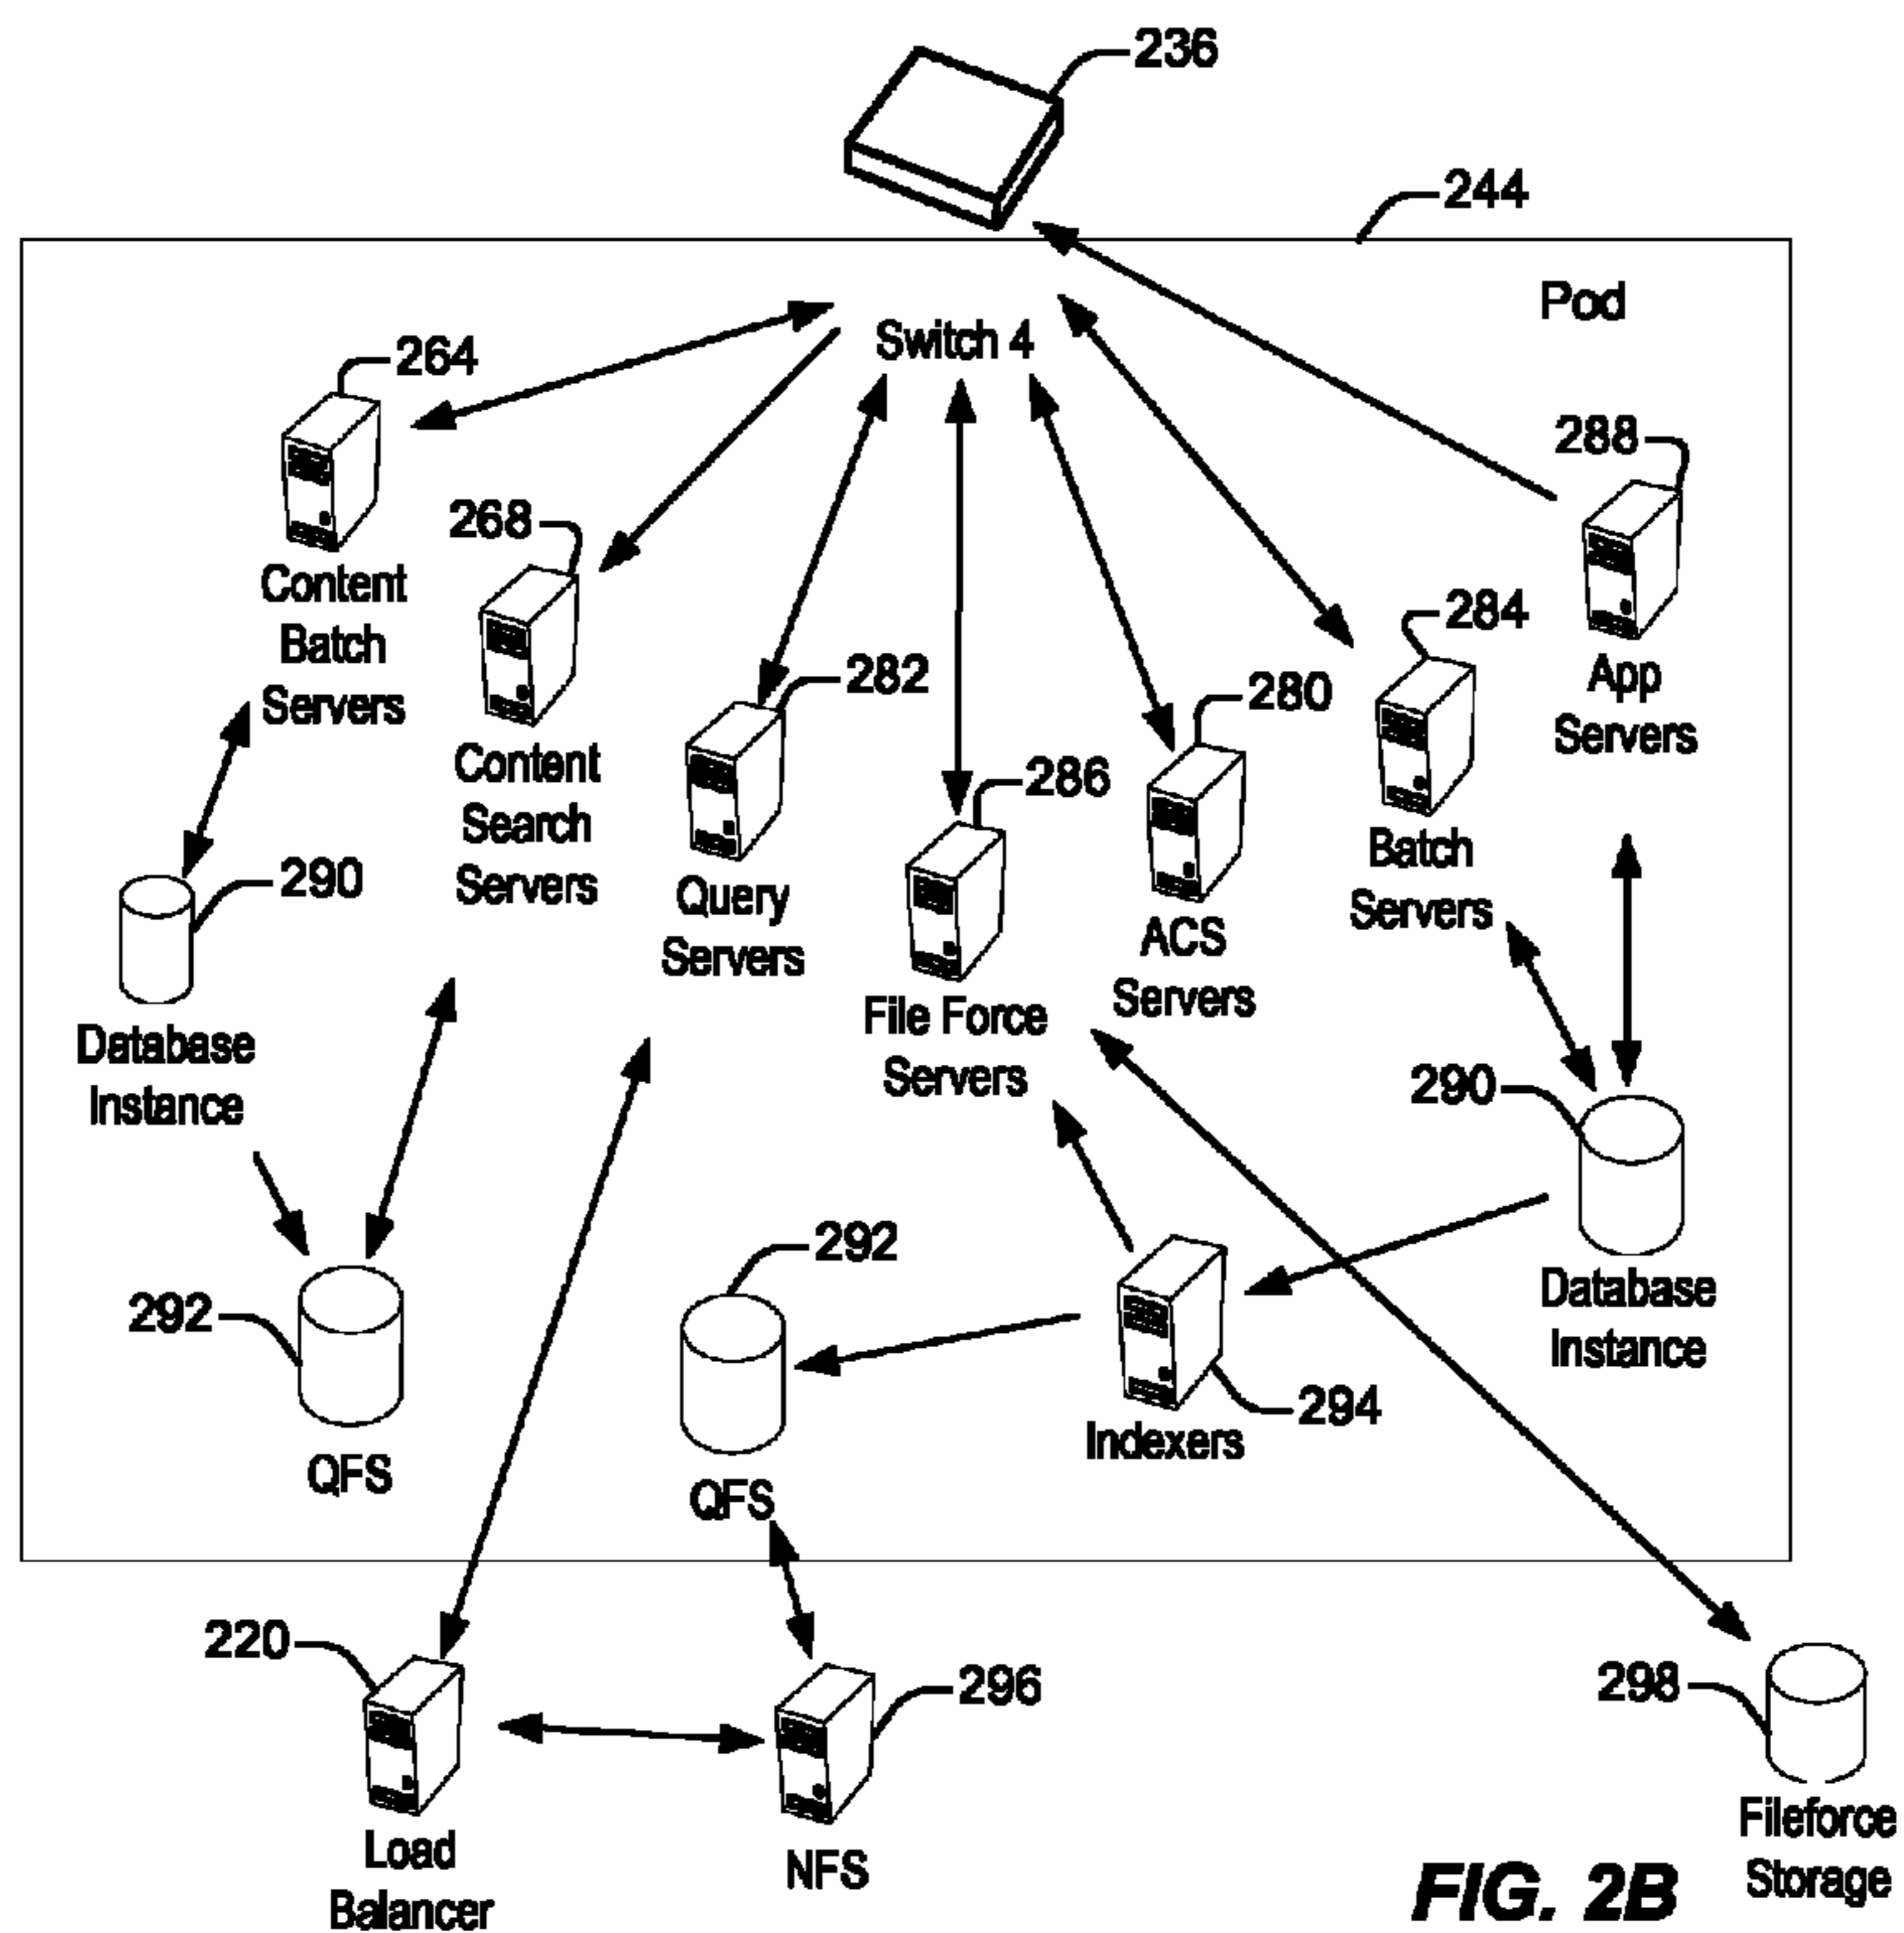 236
244
Pod
Switch 4
264
Content
Batch
Servers
268
Content
Search
Servers
282
Query
Servers
286
File Force
Servers
280
ACS
Servers
284
Batch
Servers
288
App
Servers
290
Database
Instance
290
Database
Instance
292
QFS
292
QFS
294
Indexers
220
Load
Balancer
296
NFS
298
Fileforce
Storage
FIG. 2B